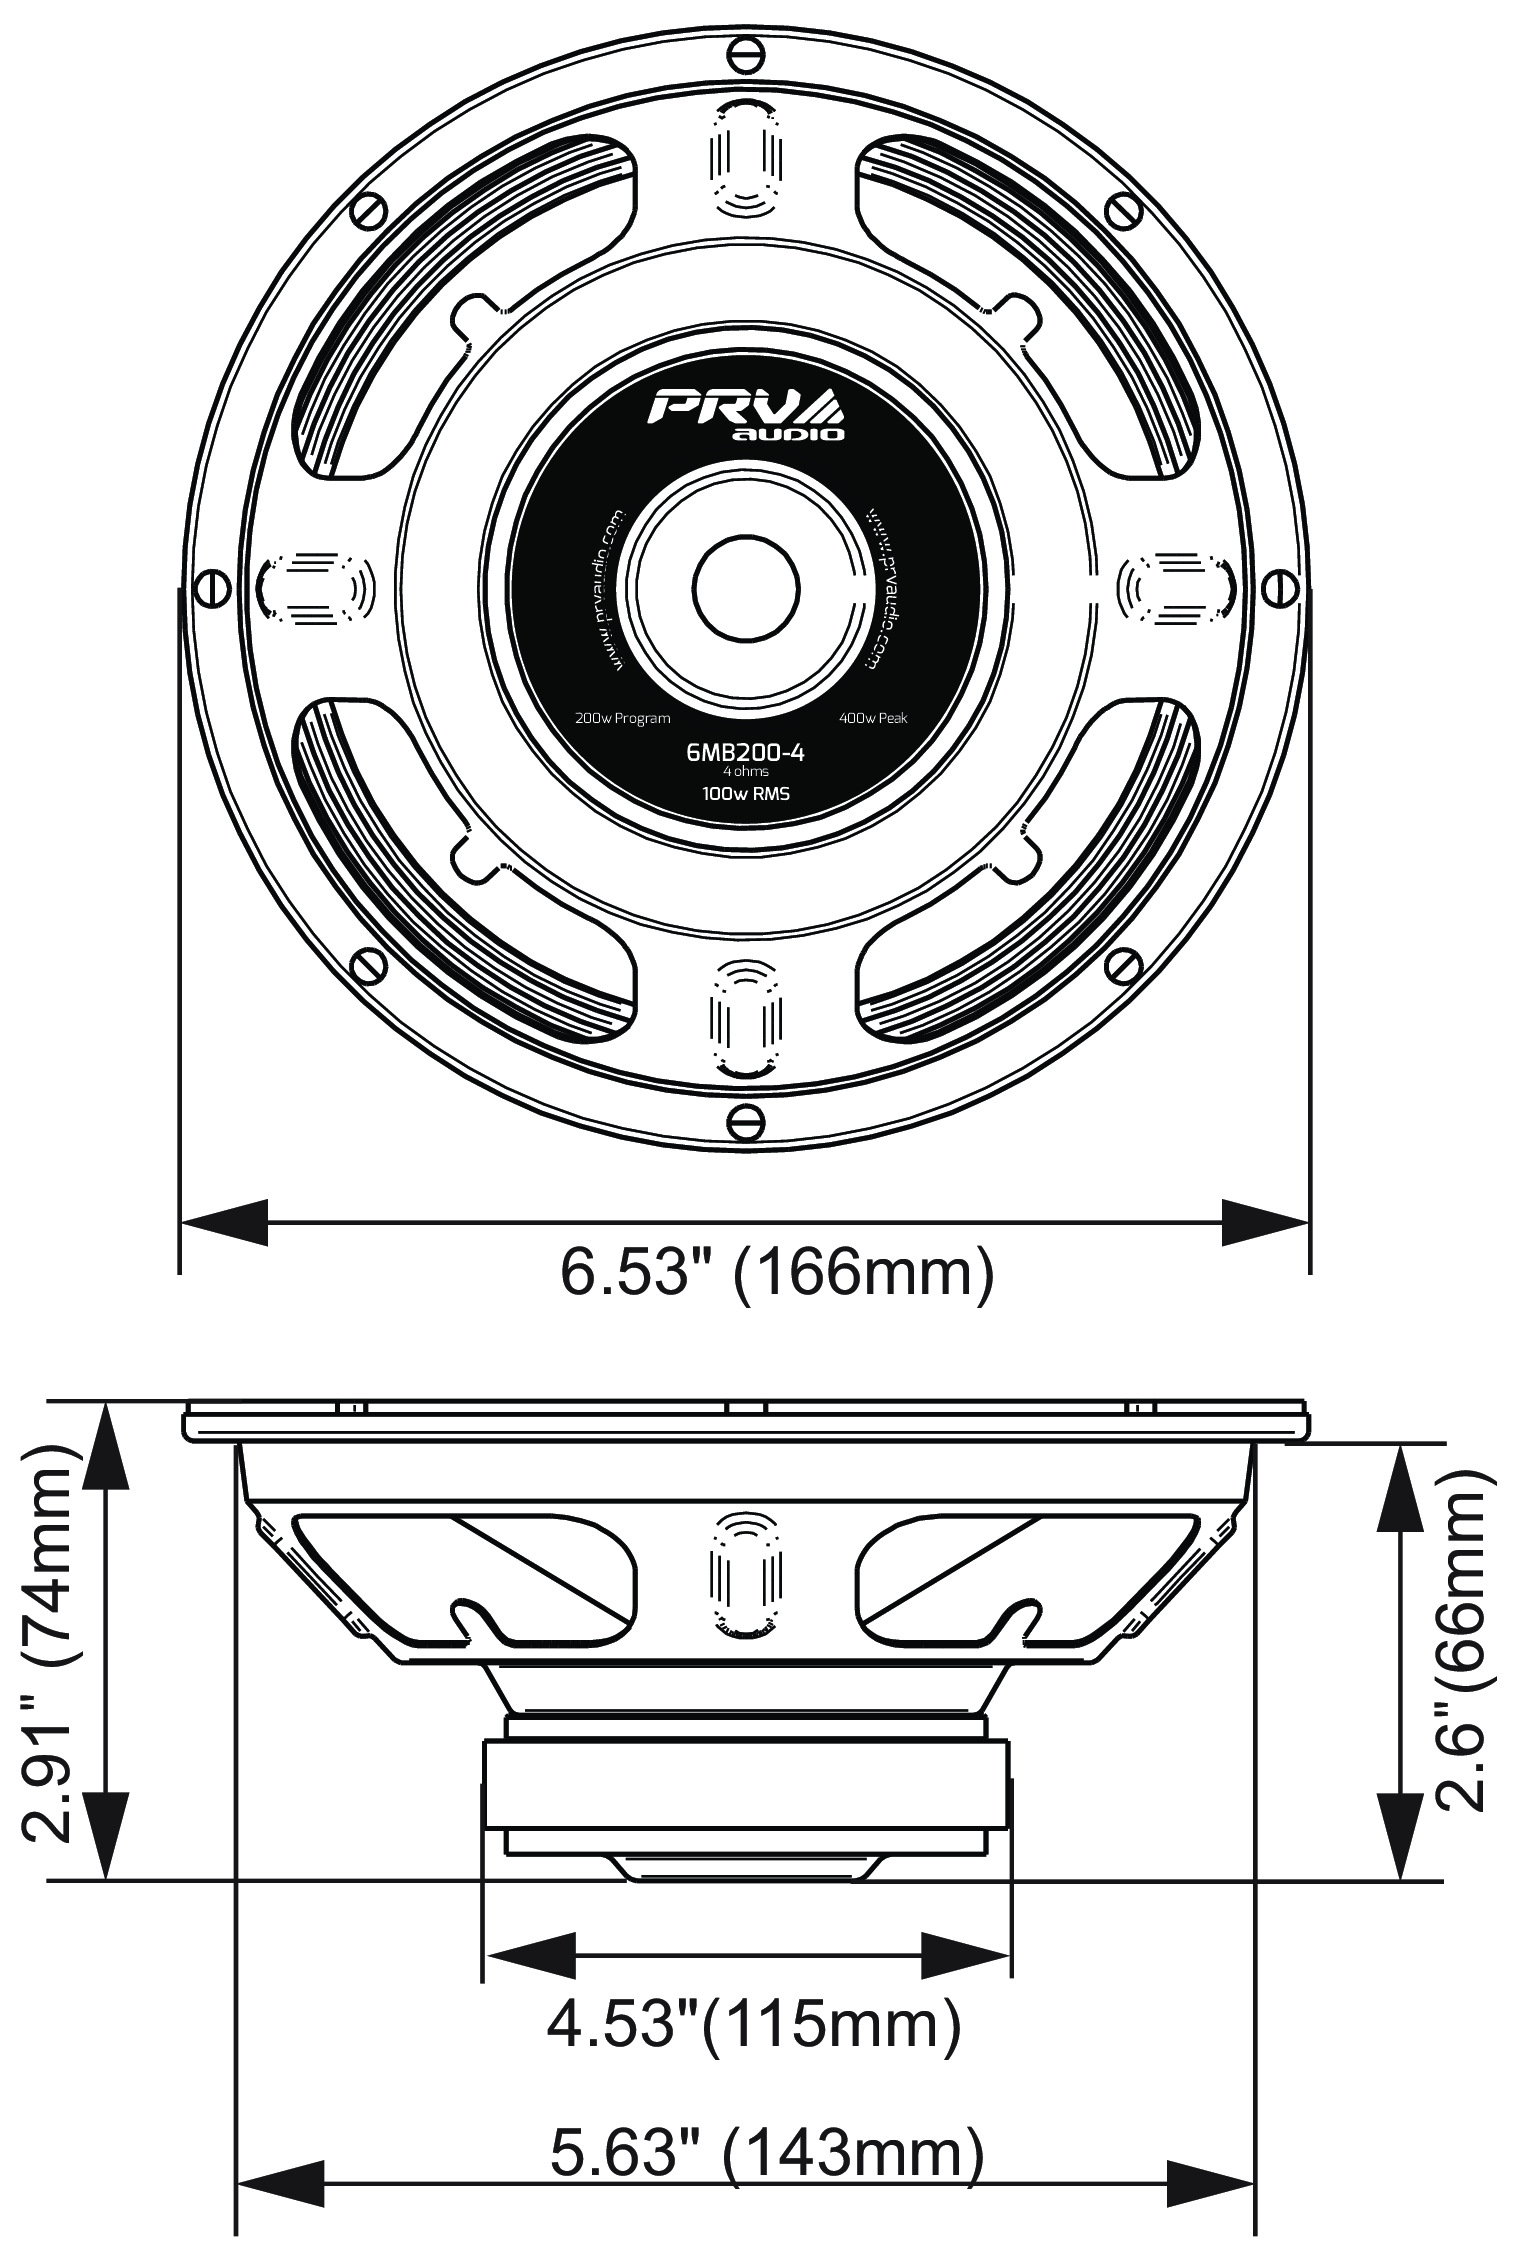 PRV
audio
www.prvaudio.com
www.prvaudio.com
200w Program
400w Peak
6MB200-4
4 ohms
100w RMS
6.53" (166mm)
2.91" (74mm)
2.6"(66mm)
4.53"(115mm)
5.63" (143mm)